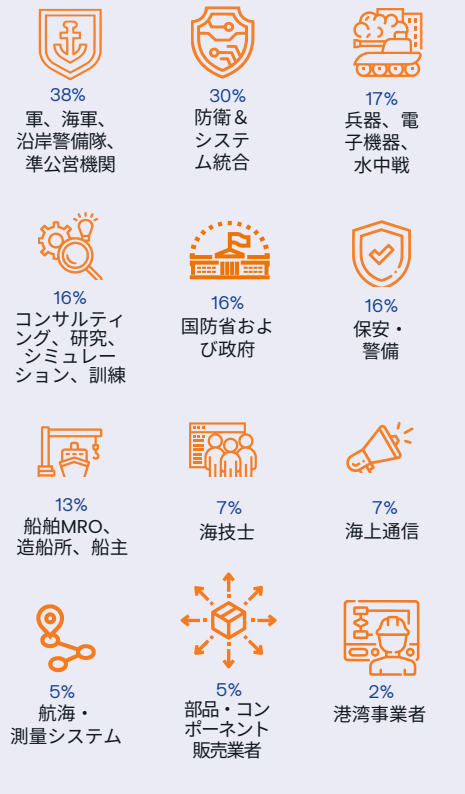 38%
軍、海軍、
沿岸警備隊、
準公営機関
30%
防衛＆
システ
ム統合
17%
兵器、電
子機器、
水中戦
16%
コンサルティ
ング、研究、
シミュレー
ション、訓練
16%
国防省およ
び政府
16%
保安・
警備
13%
船舶MRO、
造船所、船主
7%
海技士
7%
海上通信
5%
航海・
測量システム
5%
部品・コン
ポーネント
販売業者
2%
港湾事業者